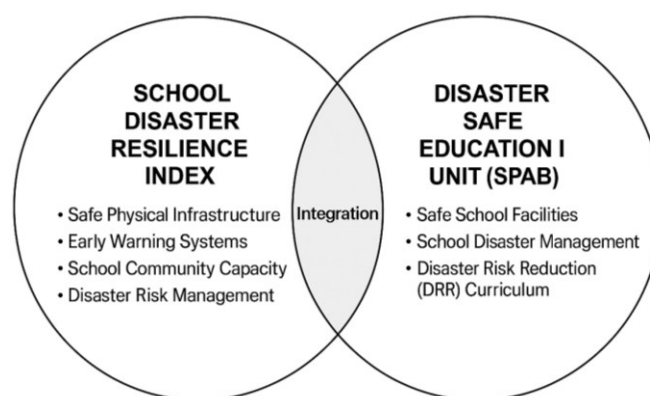 SCHOOL
DISASTER
RESILIENCE
INDEX
• Safe Physical Infrastructure
• Early Warning Systems
• School Community Capacity
• Disaster Risk Management
Integration
DISASTER
SAFE
EDUCATION I
UNIT (SPAB)
• Safe School Facilities
• School Disaster Management
• Disaster Risk Reduction
(DRR) Curriculum